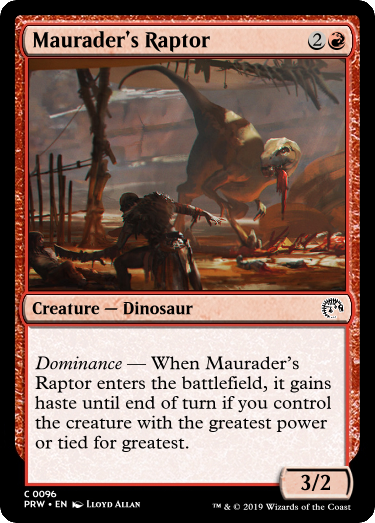 Maurader's Raptor 2
Creature — Dinosaur
Dominance — When Maurader's
Raptor enters the battlefield, it gains
haste until end of turn if you control
the creature with the greatest power
or tied for greatest.
3/2
C 0096
PRW • EN Lloyd Allan
™ & © 2019 Wizards of the Coast